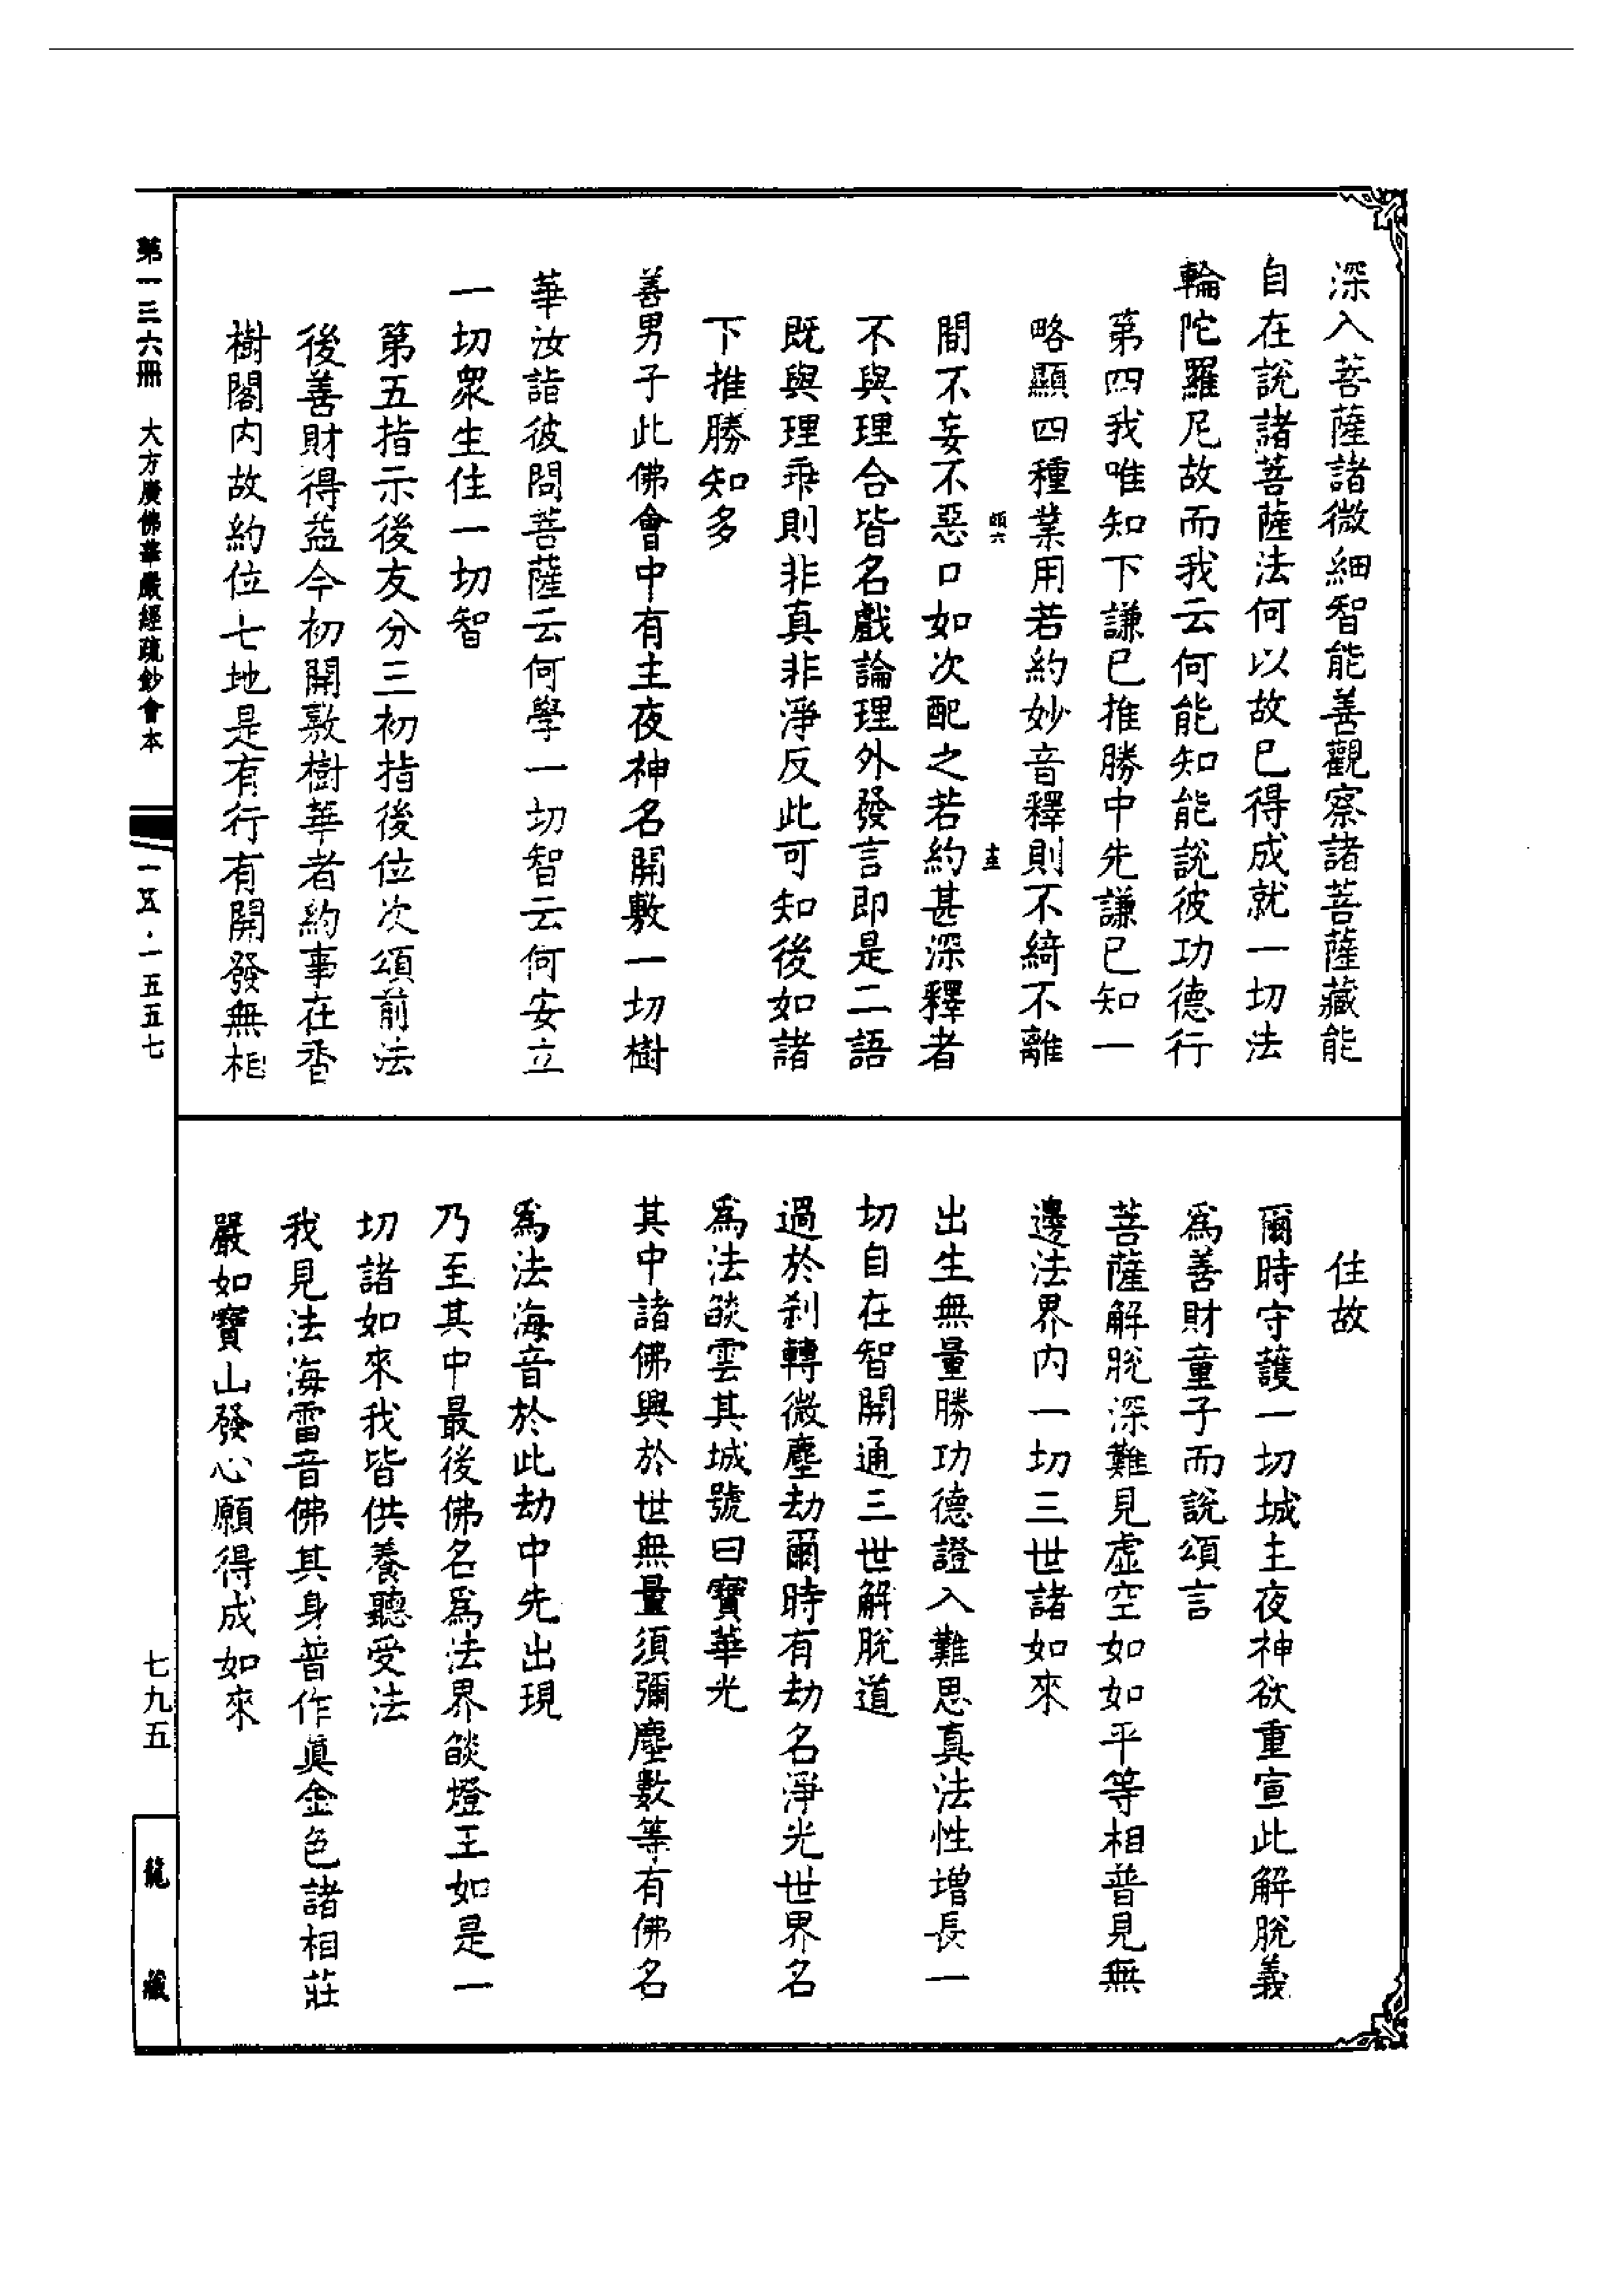 深入菩薩諸微細智能善觀察諸菩薩藏能
自在說諸菩薩法何以故已得成就一切法
輪陀羅尼故而我云何能知能說彼功德行
第四我唯知下謙已推勝中先謙已知一
略顯四種業用若約妙音釋則不綺不離
頗六
圭
間不妄不惡口如次配之若約甚深釋者
不與理合皆名戲論理外發言即是二語
既與理乖則非真非淨反此可知後如諸
下推勝知多
善男子此佛會中有主夜神名開敷一切樹
華汝詣彼問菩薩云何學一切智云何安立
一切眾生住一切智
第五指示後友分三初指後位次頌前法
後善財得益今初開敷樹華者約事在香
樹閣內故約位七地是有行有開發無相
住故
爾時守護一切城主夜神欲重宣此解脫義
為善財童子而說頌言
菩薩解脫深難見虛空如如平等相普見無
邊法界內一切三世諸如來
出生無量勝功德證入難思真法性增長一
切自在智開通三世解脫道
過於剎轉微塵劫爾時有劫名淨光世界名
為法燄雲其城號曰寶華光
其中諸佛興於世無量須彌塵數等有佛名
為法海音於此劫中先出現
乃至其中最後佛名為法界燄燈王如是一
切諸如來我皆供養聽受法
我見法海雷音佛其身普作真金色諸相莊
嚴如寶山發心願得成如來
第一三六冊 大方廣佛華嚴經疏鈔會本
一五·一五五七
七九五
龍藏